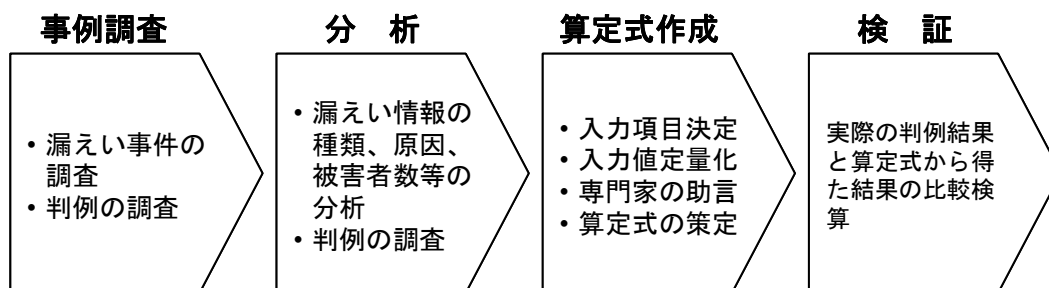 事例調査
・漏えい事件の
調査
・判例の調査
分　析
・漏えい情報の
種類、原因、
被害者数等の
分析
・判例の調査
算定式作成
・入力項目決定
・入力値定量化
・専門家の助言
・算定式の策定
検　証
実際の判例結果
と算定式から得
た結果の比較検
算